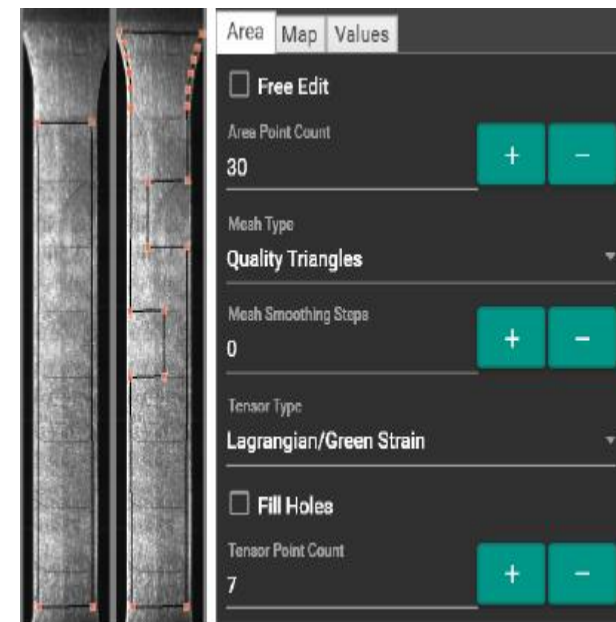 Area Map Values
Free Edit
Area Point Count
30
+ −
Mesh Type
Quality Triangles
Mesh Smoothing Steps
0
+ −
Tensor Type
Lagrangian/Green Strain
Fill Holes
Tensor Point Count
7
+ −